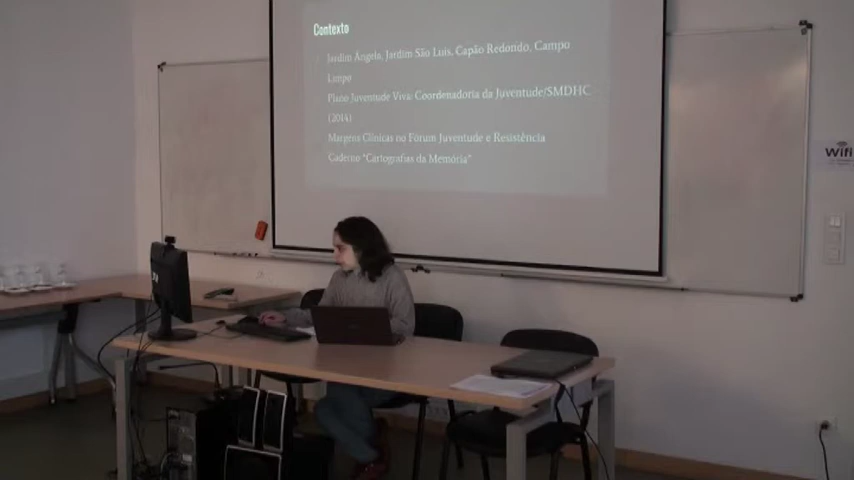 Contexto
Jardim Ângela, Jardim São Luis, Capão Redondo, Campo
Limpo
Plano Juventude Viva: Coordenadoria da Juventude/SMDHC
(2014)
Margens Clínicas no Fórum Juventude e Resistência
Caderno "Cartografias da Memória"
Wifi